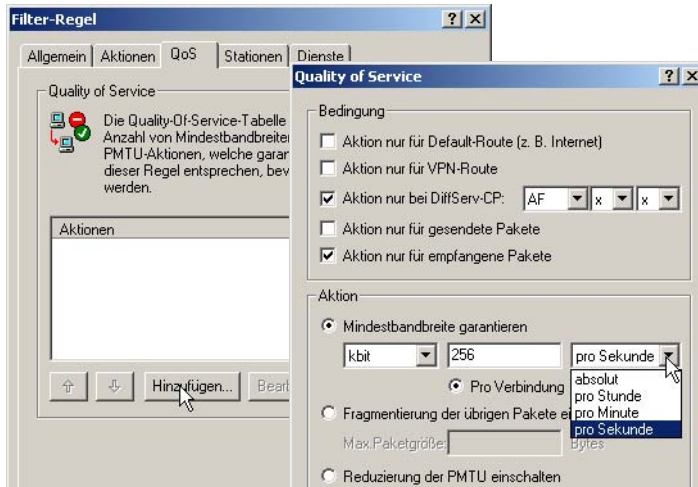 Filter-Regel
Allgemein Aktionen QoS Stationen Dienste
Quality of Service
Die Quality-Of-Service-Tabelle
Anzahl von Mindestbandbreiten
PMTU-Aktionen, welche garan
dieser Regel entsprechen, bev
werden.
Aktionen
Hinzufügen... Bearb
Quality of Service
Bedingung
Aktion nur für Default-Route (z. B. Internet)
Aktion nur für VPN-Route
Aktion nur bei DiffServ-CP: AF x x
Aktion nur für gesendete Pakete
Aktion nur für empfangene Pakete
Aktion
Mindestbandbreite garantieren
kbit 256 pro Sekunde
Pro Verbindung
absolut
pro Stunde
pro Minute
pro Sekunde
Fragmentierung der übrigen Pakete ei
Max.Paketgröße: Bytes
Reduzierung der PMTU einschalten